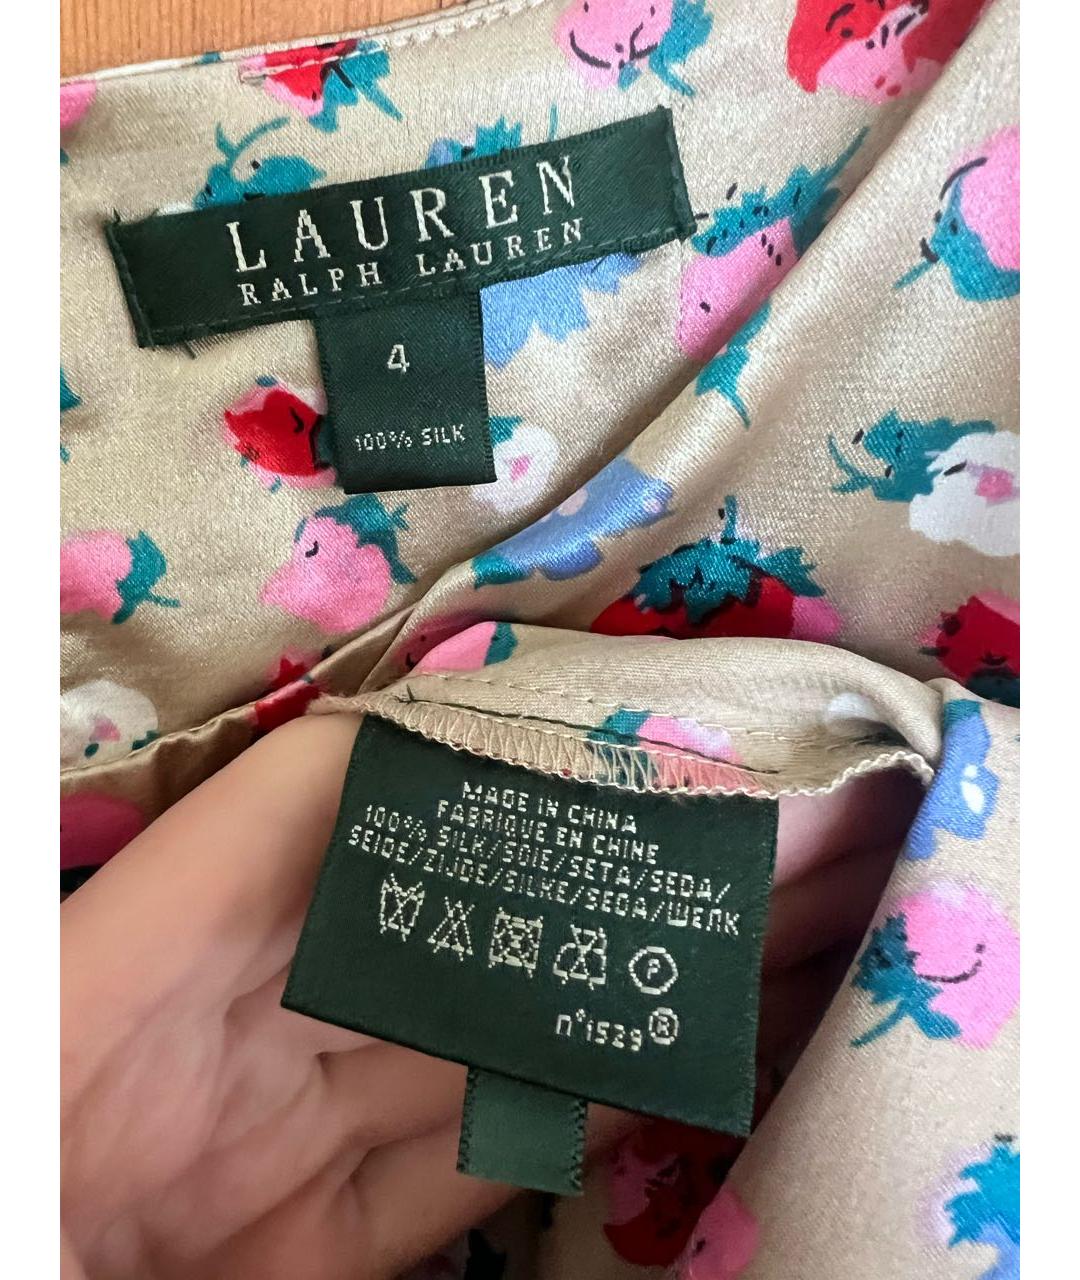 LAUREN
RALPH LAUREN
4
100% SILK
MADE IN CHINA
FABRIQUE EN CHINE
100% SILK/SOIE/SETA/SEDA/
SEIDE/ZIJDE/SILKE/SEDA/ШЕЛК
P
n°1529 ®